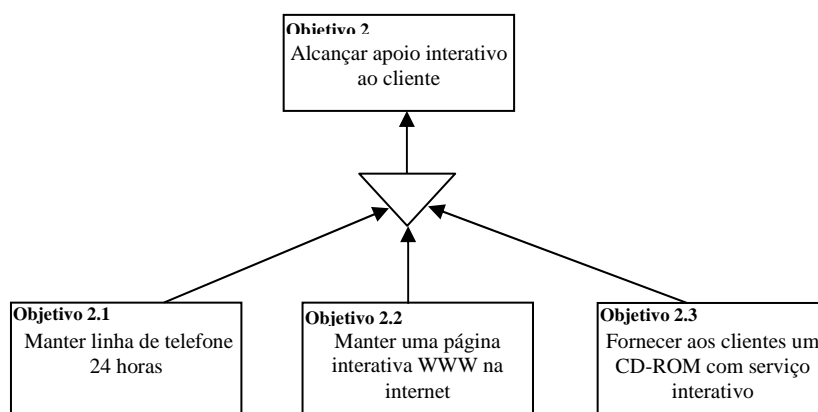 Objetivo 2
Alcançar apoio interativo
ao cliente
Objetivo 2.1
Manter linha de telefone
24 horas
Objetivo 2.2
Manter uma página
interativa WWW na
internet
Objetivo 2.3
Fornecer aos clientes um
CD-ROM com serviço
interativo